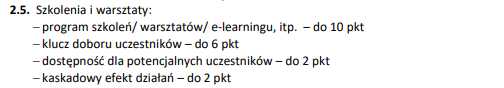 2.5. Szkolenia i warsztaty:
– program szkoleń/ warsztatów/ e-learningu, itp. – do 10 pkt
– klucz doboru uczestników – do 6 pkt
– dostępność dla potencjalnych uczestników – do 2 pkt
– kaskadowy efekt działań – do 2 pkt